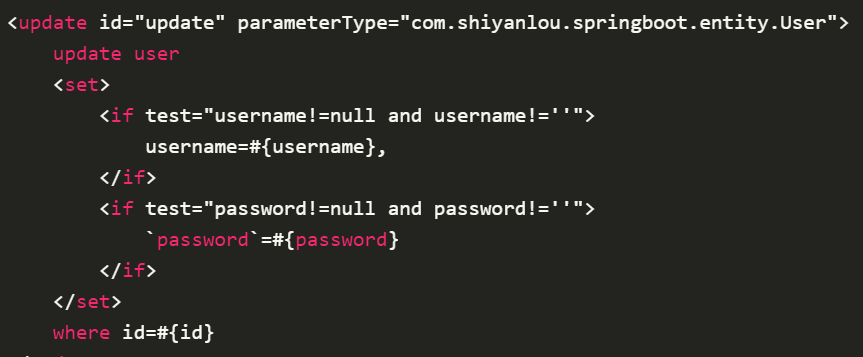 <update id="update" parameterType="com.shiyanlou.springboot.entity.User">
update user
<set>
<if test="username!=null and username!=''">
username=#{username},
</if>
<if test="password!=null and password!=''">
`password`=#{password}
</if>
</set>
where id=#{id}